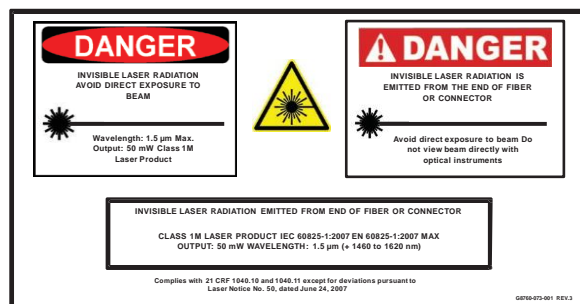 DANGER
INVISIBLE LASER RADIATION
AVOID DIRECT EXPOSURE TO
BEAM
Wavelength: 1.5 µm Max.
Output: 50 mW Class 1M
Laser Product
DANGER
INVISIBLE LASER RADIATION IS
EMITTED FROM THE END OF FIBER
OR CONNECTOR
Avoid direct exposure to beam Do
not view beam directly with
optical instruments
INVISIBLE LASER RADIATION EMITTED FROM END OF FIBER OR CONNECTOR
CLASS 1M LASER PRODUCT IEC 60825-1:2007 EN 60825-1:2007 MAX
OUTPUT: 50 mW WAVELENGTH: 1.5 µm (+ 1460 to 1620 nm)
Complies with 21 CRF 1040.10 and 1040.11 except for deviations pursuant to
Laser Notice No. 50, dated June 24, 2007
G8760-073-001 REV.3